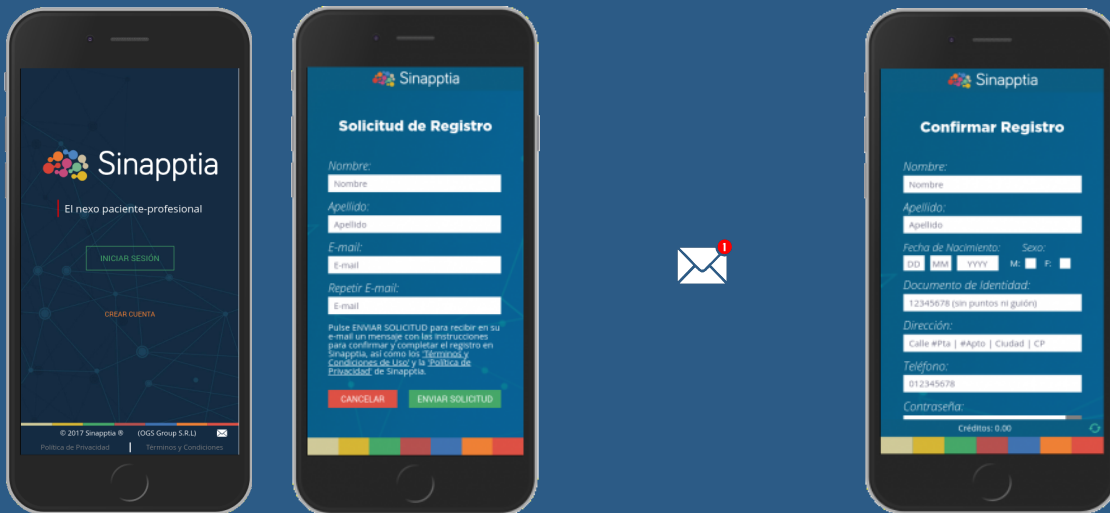 Sinapptia
El nexo paciente-profesional
INICIAR SESIÓN
CREAR CUENTA
© 2017 Sinapptia ® (OGS Group S.R.L)
Política de Privacidad Términos y Condiciones
Sinapptia
Solicitud de Registro
Nombre:
Nombre
Apellido:
Apellido
E-mail:
E-mail
Repetir E-mail:
E-mail
Pulse ENVIAR SOLICITUD para recibir en su
e-mail un mensaje con las instrucciones
para confirmar y completar el registro en
Sinapptia, así cómo los 'Términos y
Condiciones de Uso' y la 'Política de
Privacidad' de Sinapptia.
CANCELAR ENVIAR SOLICITUD
1
Sinapptia
Confirmar Registro
Nombre:
Nombre
Apellido:
Apellido
Fecha de Nacimiento: Sexo:
DD MM YYYY M: F:
Documento de Identidad:
12345678 (sin puntos ni guión)
Dirección:
Calle #Pta | #Apto | Ciudad | CP
Teléfono:
012345678
Contraseña:
Créditos: 0.00